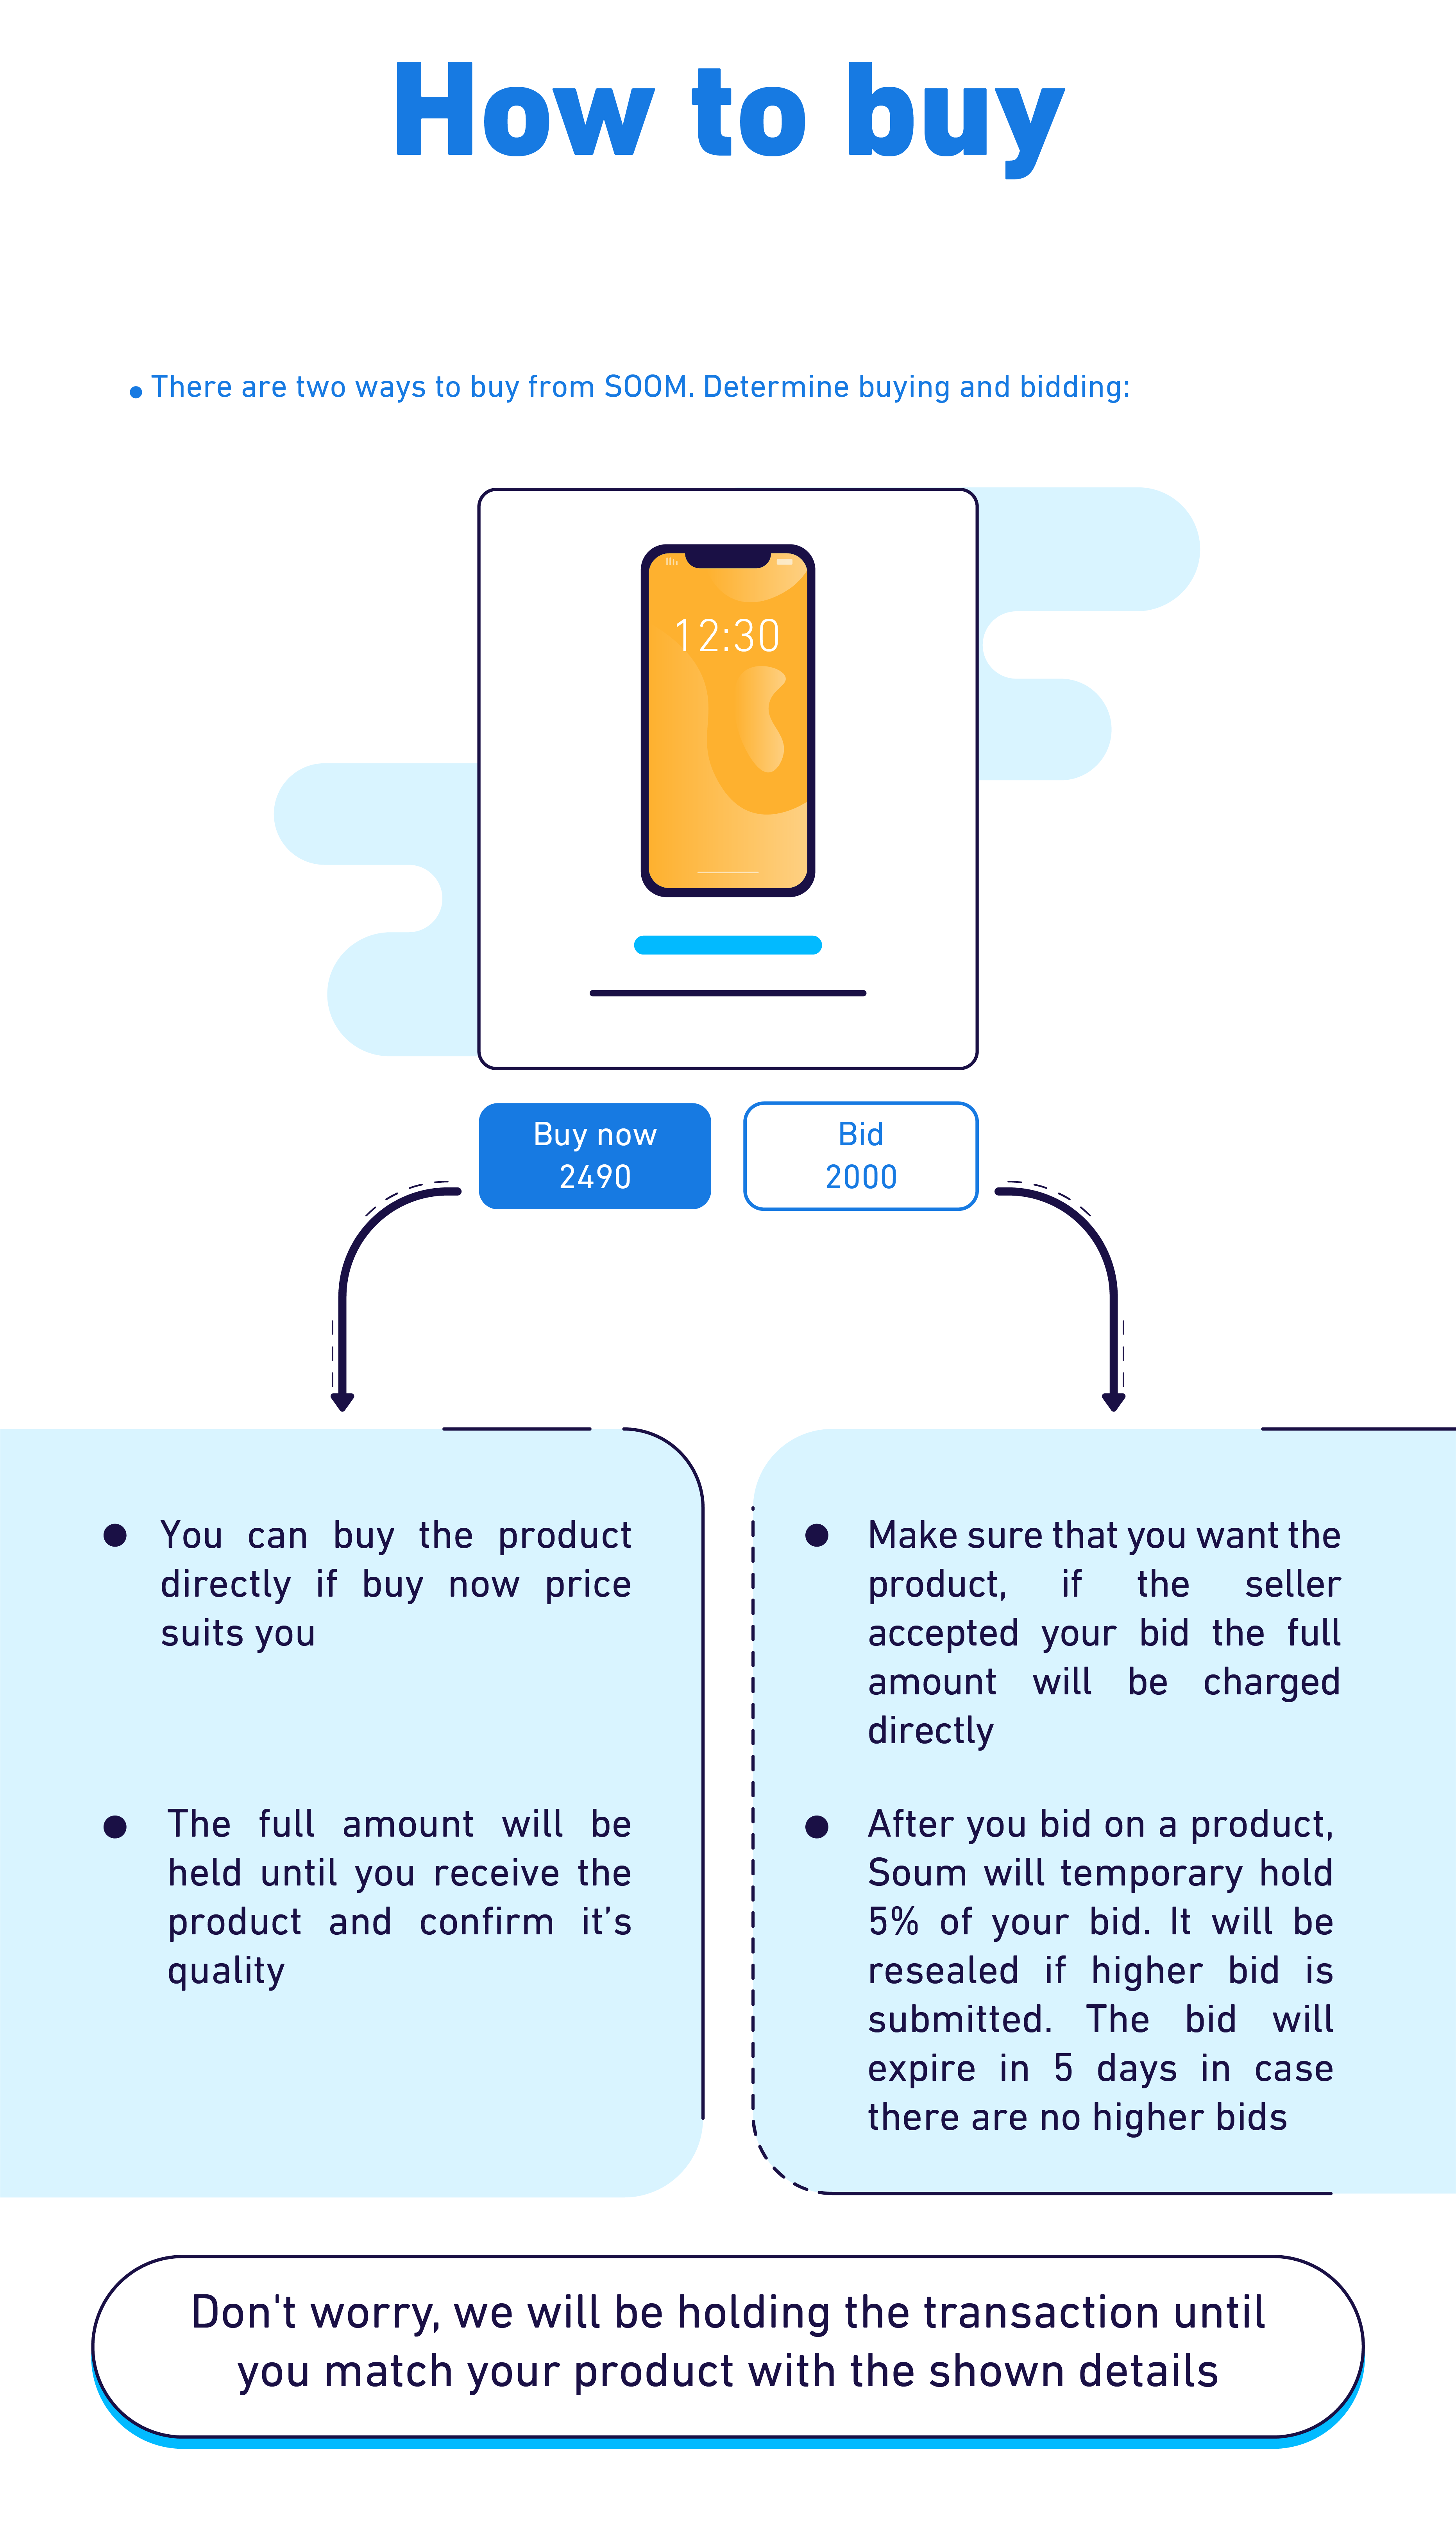 How to buy
• There are two ways to buy from SOOM. Determine buying and bidding:
12:30
Buy now
2490
Bid
2000
● You can buy the product
directly if buy now price
suits you
● The full amount will be
held until you receive the
product and confirm it’s
quality
● Make sure that you want the
product, if the seller
accepted your bid the full
amount will be charged
directly
● After you bid on a product,
Soum will temporary hold
5% of your bid. It will be
resealed if higher bid is
submitted. The bid will
expire in 5 days in case
there are no higher bids
Don't worry, we will be holding the transaction until
you match your product with the shown details